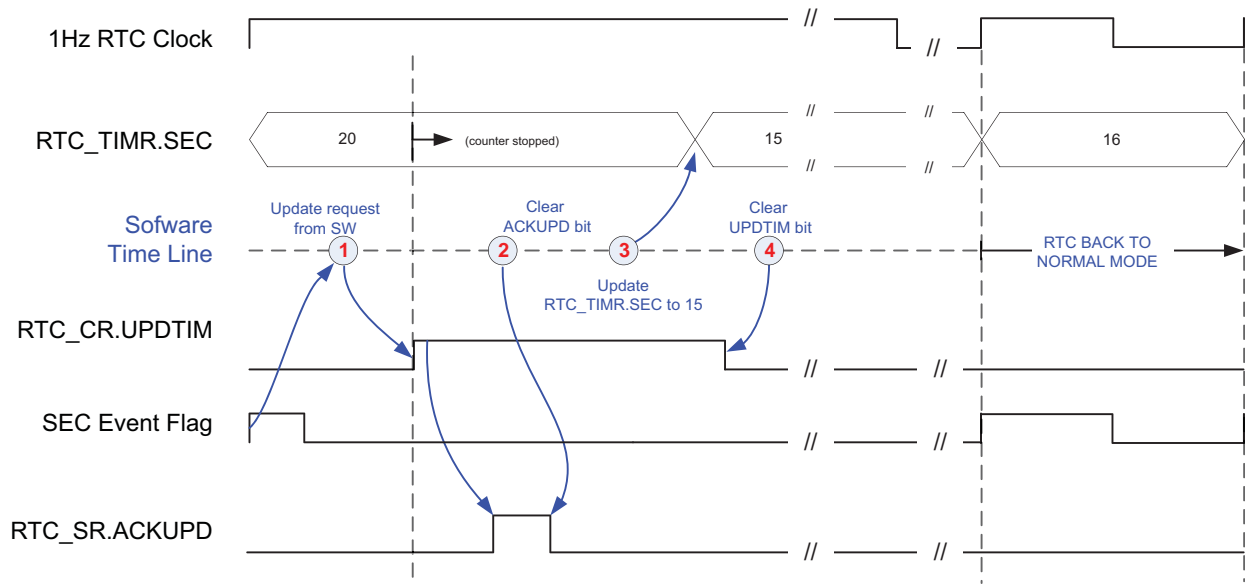 //
1Hz RTC Clock
//
//
//
RTC_TIMR.SEC
20
(counter stopped)
15
16
//
//
Sofware
Time Line
Update request
from SW
1
Clear
ACKUPD bit
2
3
Update
RTC_TIMR.SEC to 15
Clear
UPDTIM bit
4
RTC BACK TO
NORMAL MODE
RTC_CR.UPDTIM
//
//
SEC Event Flag
//
//
RTC_SR.ACKUPD
//
//